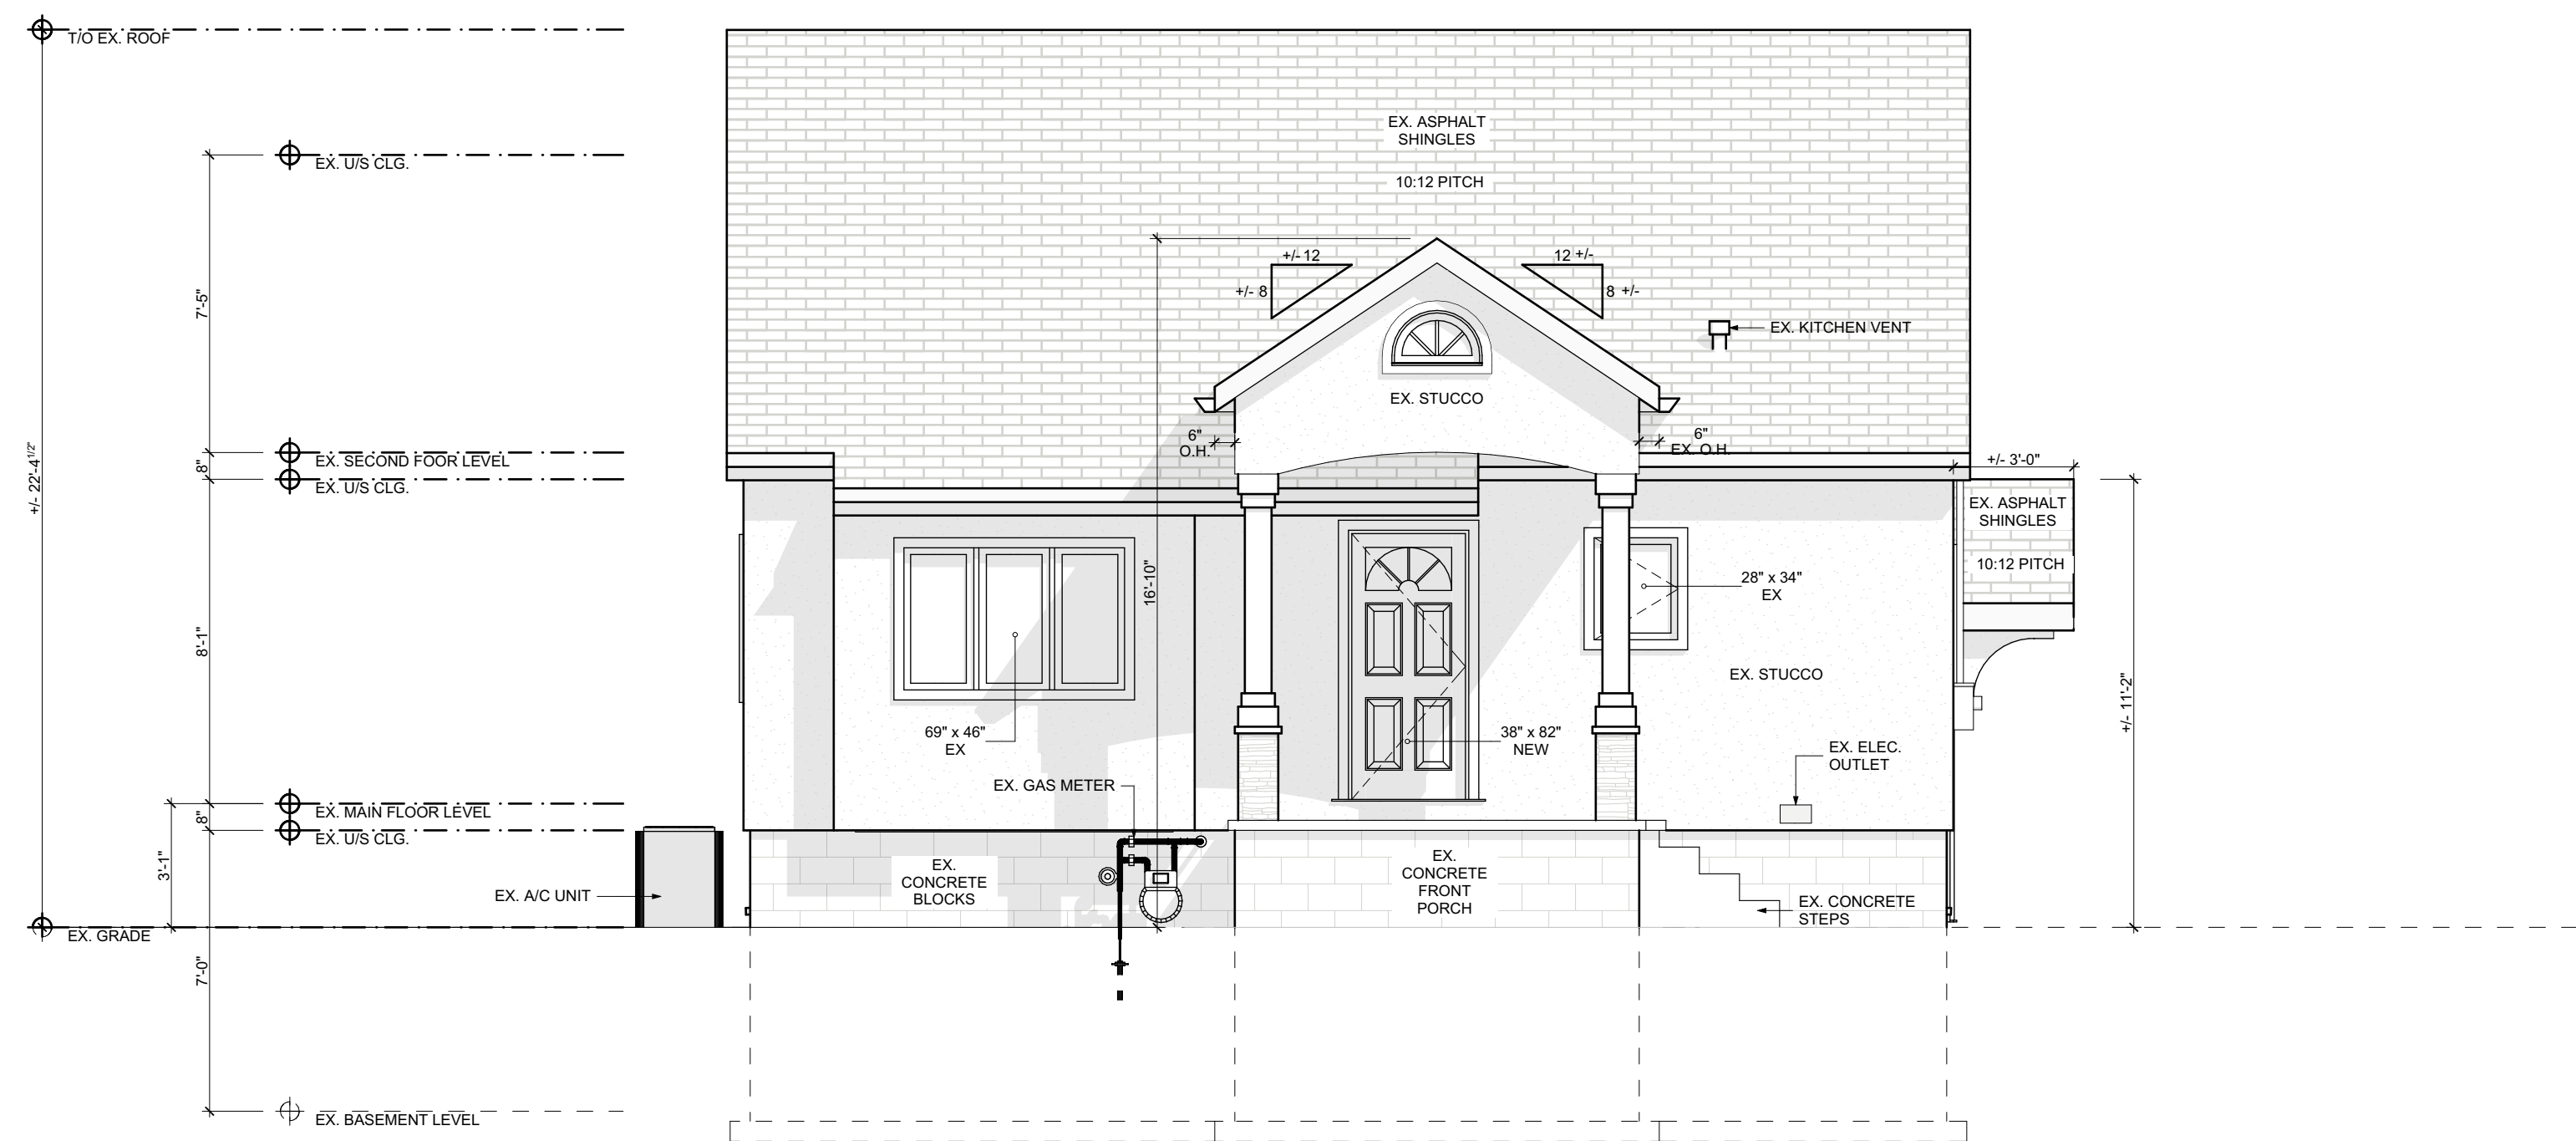 T/O EX. ROOF
EX. ASPHALT
SHINGLES
10:12 PITCH
EX. U/S CLG.
+/- 12
12 +/-
+/- 8
8 +/-
7'-5"
EX. KITCHEN VENT
EX. STUCCO
6"
O.H.
6"
EX. O.H.
+/- 3'-0"
EX. SECOND FOOR LEVEL
8"
EX. U/S CLG.
+/- 22'-4 1/2"
EX. ASPHALT
SHINGLES
10:12 PITCH
16'-10"
28" x 34"
EX
8'-1"
EX. STUCCO
+/- 11'-2"
69" x 46"
EX
38" x 82"
NEW
EX. ELEC.
OUTLET
EX. GAS METER
EX. MAIN FLOOR LEVEL
8"
EX. U/S CLG.
3'-1"
EX. A/C UNIT
EX.
CONCRETE
BLOCKS
EX.
CONCRETE
FRONT
PORCH
EX. CONCRETE
STEPS
EX. GRADE
7'-0"
EX. BASEMENT LEVEL